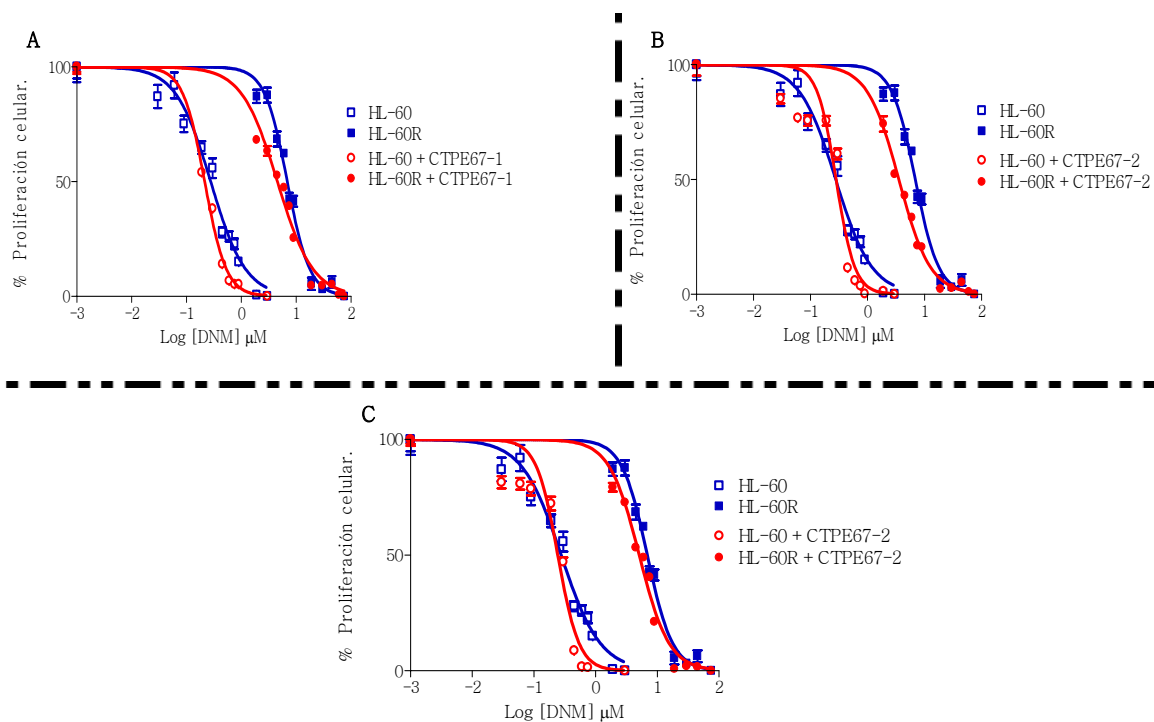 A
% Proliferación celular.
100
50
0
-3
-2
-1
0
1
2
Log [DNM] µM
HL-60
HL-60R
HL-60 + CTPE67-1
HL-60R + CTPE67-1
B
% Proliferación celular.
100
50
0
-3
-2
-1
0
1
2
Log [DNM] µM
HL-60
HL-60R
HL-60 + CTPE67-2
HL-60R + CTPE67-2
C
% Proliferación celular.
100
50
0
-3
-2
-1
0
1
2
Log [DNM] µM
HL-60
HL-60R
HL-60 + CTPE67-2
HL-60R + CTPE67-2